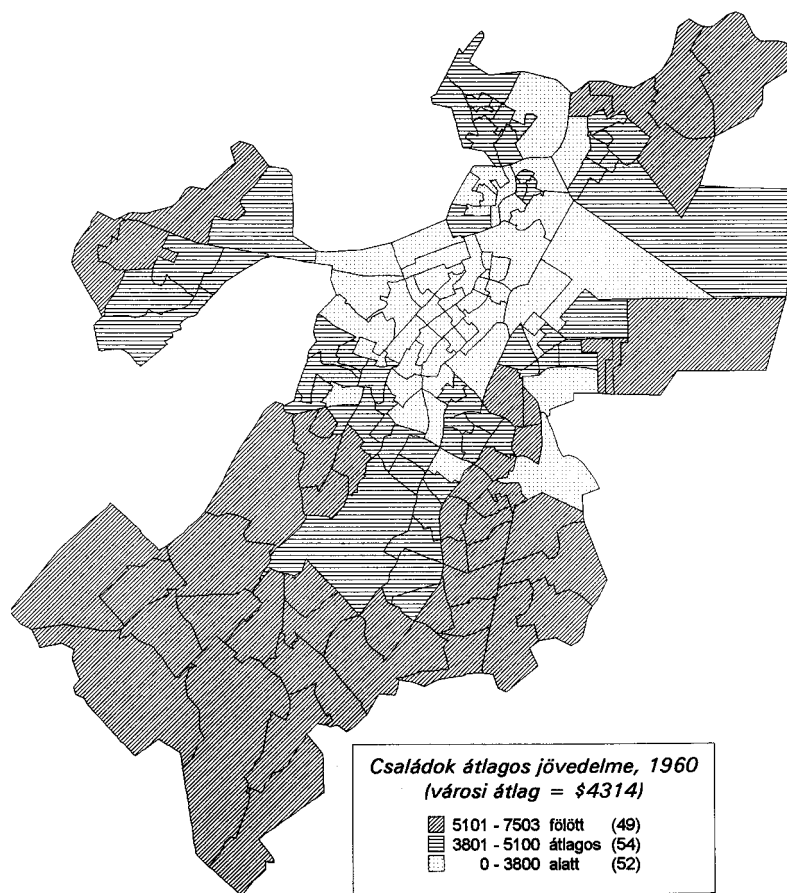 Családok átlagos jövedelme, 1960
(városi átlag = $4314)
5101 - 7503 fölött (49)
3801 - 5100 átlagos (54)
0 - 3800 alatt (52)